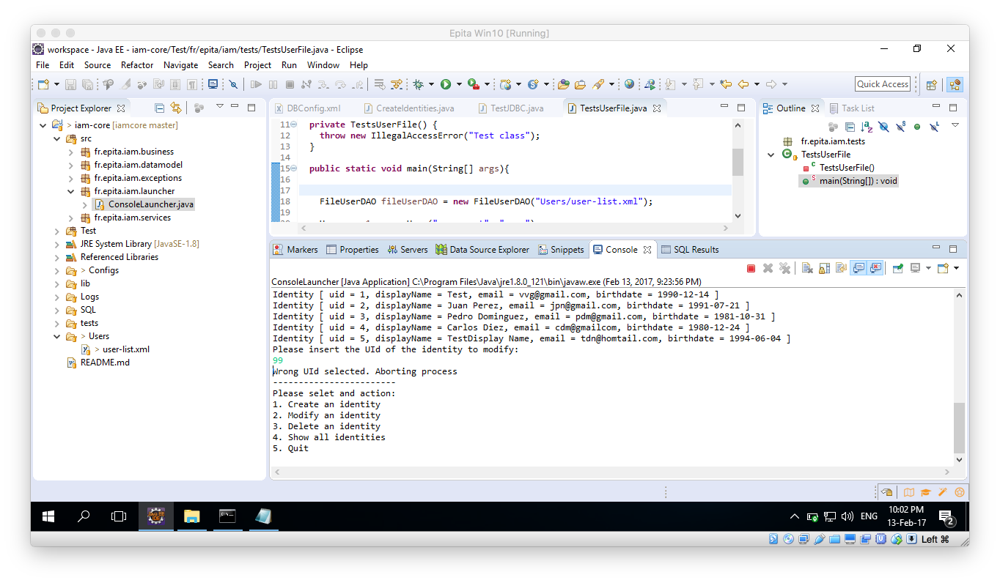 Epita Win10 [Running]
workspace - Java EE - iam-core/Test/fr/epita/iam/tests/TestsUserFile.java - Eclipse
File Edit Source Refactor Navigate Search Project Run Window Help
Quick Access
Project Explorer
> iam-core [iamcore master]
src
fr.epita.iam.business
fr.epita.iam.datamodel
fr.epita.iam.exceptions
fr.epita.iam.launcher
ConsoleLauncher.java
fr.epita.iam.services
Test
JRE System Library [JavaSE-1.8]
Referenced Libraries
> Configs
lib
Logs
SQL
tests
> Users
> user-list.xml
README.md
DBConfig.xml CreateIdentities.java TestJDBC.java TestsUserFile.java
11 private TestsUserFile() {
12 throw new IllegalAccessError("Test class");
13 }
14
15 public static void main(String[] args){
16
17
18 FileUserDAO fileUserDAO = new FileUserDAO("Users/user-list.xml");
19
Outline Task List
fr.epita.iam.tests
TestsUserFile
TestsUserFile()
main(String[]) : void
Markers Properties Servers Data Source Explorer Snippets Console SQL Results
ConsoleLauncher [Java Application] C:\Program Files\Java\jre1.8.0_121\bin\javaw.exe (Feb 13, 2017, 9:23:56 PM)
Identity [ uid = 1, displayName = Test, email = vvg@gmail.com, birthdate = 1990-12-14 ]
Identity [ uid = 2, displayName = Juan Perez, email = jpn@gmail.com, birthdate = 1991-07-21 ]
Identity [ uid = 3, displayName = Pedro Dominguez, email = pdm@gmail.com, birthdate = 1981-10-31 ]
Identity [ uid = 4, displayName = Carlos Diez, email = cdm@gmailcom, birthdate = 1980-12-24 ]
Identity [ uid = 5, displayName = TestDisplay Name, email = tdn@homtail.com, birthdate = 1994-06-04 ]
Please insert the UId of the identity to modify:
99
Wrong UId selected. Aborting process
------------------------
Please selet and action:
1. Create an identity
2. Modify an identity
3. Delete an identity
4. Show all identities
5. Quit
ENG
10:02 PM
13-Feb-17
2
Left ⌘